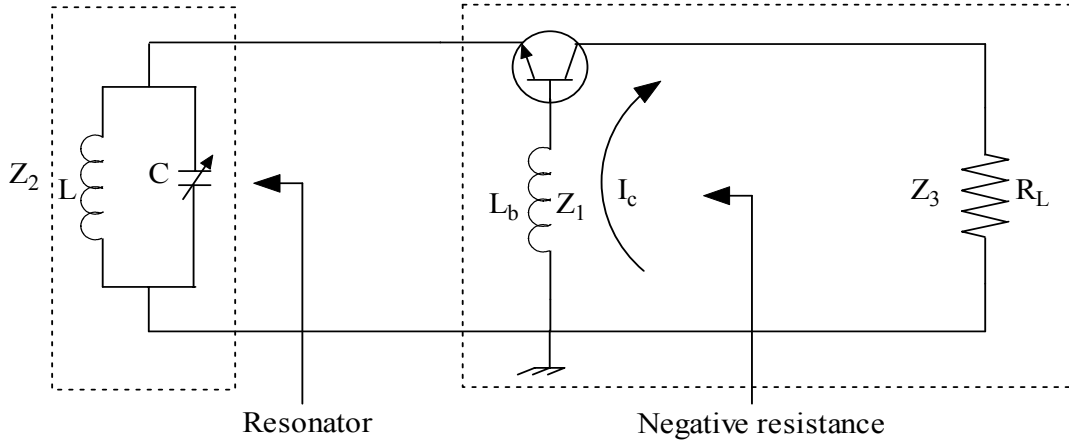 Z2
L
C
Lb
Z1
Ic
Z3
RL
Resonator
Negative resistance